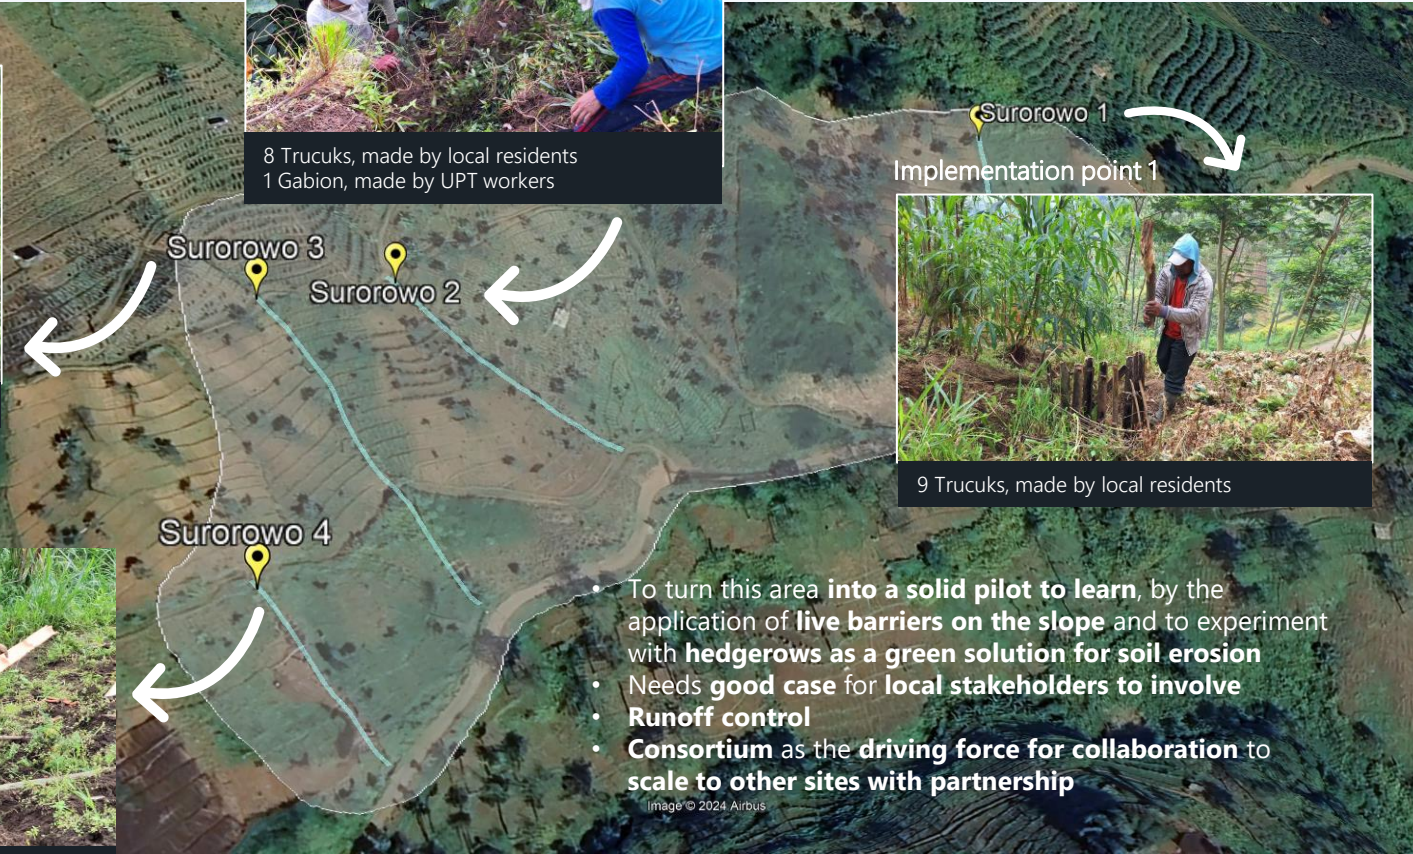 8 Trucuks, made by local residents
1 Gabion, made by UPT workers
Surorowo 1
Implementation point 1
Surorowo 3
Surorowo 2
9 Trucuks, made by local residents
Surorowo 4
• To turn this area into a solid pilot to learn, by the
application of live barriers on the slope and to experiment
with hedgerows as a green solution for soil erosion
• Needs good case for local stakeholders to involve
• Runoff control
• Consortium as the driving force for collaboration to
scale to other sites with partnership
Image © 2024 Airbus